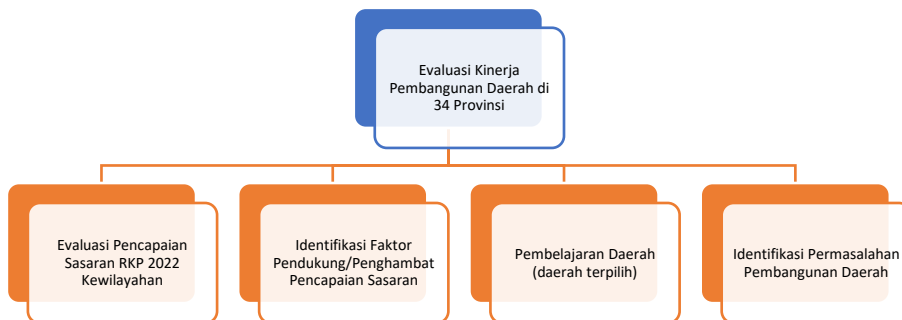 Evaluasi Kinerja
Pembangunan Daerah di
34 Provinsi
Evaluasi Pencapaian
Sasaran RKP 2022
Kewilayahan
Identifikasi Faktor
Pendukung/Penghambat
Pencapaian Sasaran
Pembelajaran Daerah
(daerah terpilih)
Identifikasi Permasalahan
Pembangunan Daerah